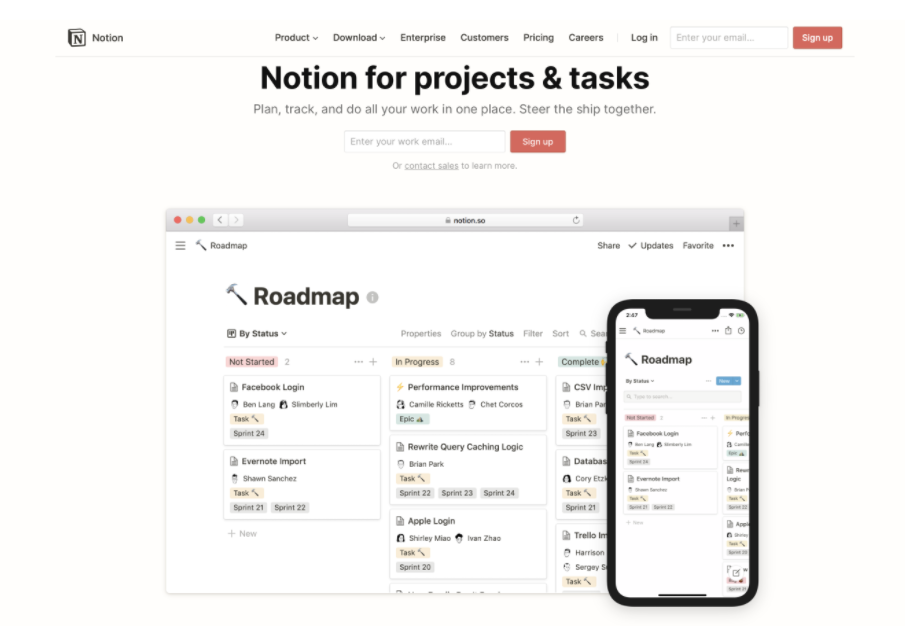 Notion
Product Download Enterprise Customers Pricing Careers Log in Enter your email... Sign up
Notion for projects & tasks
Plan, track, and do all your work in one place. Steer the ship together.
Enter your work email... Sign up
Or contact sales to learn more.
notion.so
Roadmap
Share Updates Favorite
Roadmap
By Status
Properties Group by Status Filter Sort
Not Started 2
Facebook Login
Ben Lang Slimberly Lim
Task
Sprint 24
Evernote Import
Shawn Sanchez
Task
Sprint 21 Sprint 22
+ New
In Progress 8
Performance Improvements
Camille Ricketts Chet Corcos
Epic
Rewrite Query Caching Logic
Brian Park
Task
Sprint 22 Sprint 23 Sprint 24
Apple Login
Shirley Miao Ivan Zhao
Task
Sprint 20
Complete
CSV Imp
Brian Par
Task
Sprint 23
Databas
Cory Etzk
Task
Sprint 21
Trello Im
Harrison
Sergey S
Task
2:47
Roadmap
Roadmap
By Status
New
Type to search...
Not Started 2
Facebook Login
Ben Lang Slimberly Lim
Task
Sprint 24
Evernote Import
Shawn Sanchez
Task
Sprint 21 Sprint 22
+ New
In Progress
Perfo
Camille
Epic
Rewr
Logic
Brian P
Task
Sprint 22
Appl
Shirley
Task
Sprint 20